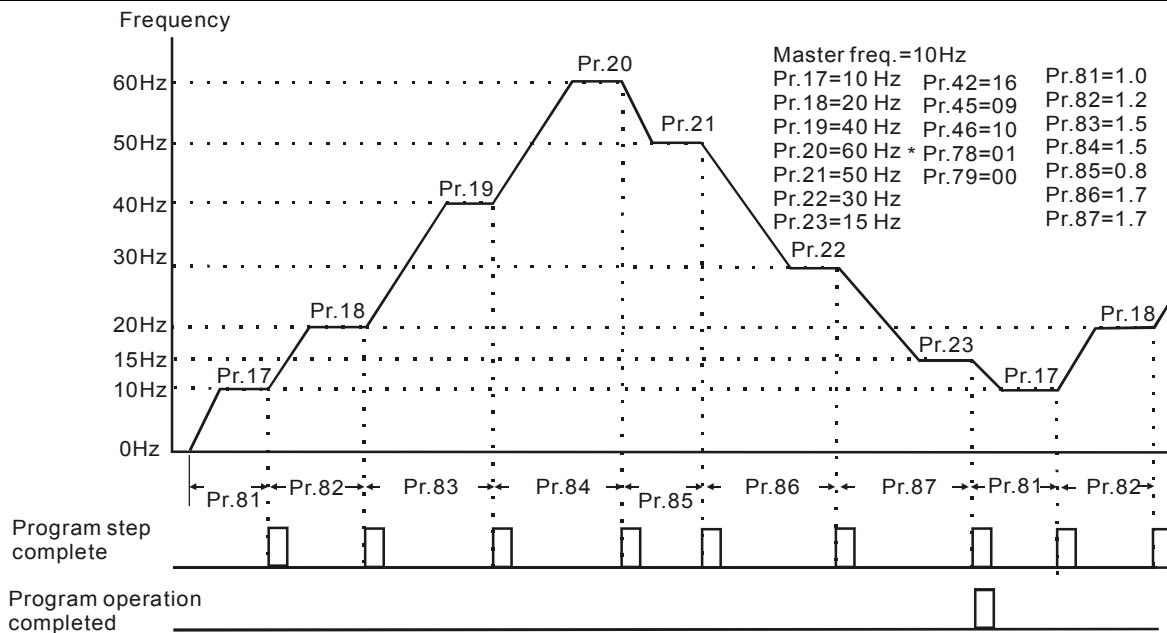 Frequency
60Hz
50Hz
40Hz
30Hz
20Hz
15Hz
10Hz
0Hz
Pr.17
Pr.18
Pr.19
Pr.20
Pr.21
Pr.22
Pr.23
Pr.17
Pr.18
Master freq.=10Hz
Pr.17=10 Hz
Pr.18=20 Hz
Pr.19=40 Hz
Pr.20=60 Hz
Pr.21=50 Hz
Pr.22=30 Hz
Pr.23=15 Hz
Pr.42=16
Pr.45=09
Pr.46=10
* Pr.78=01
Pr.79=00
Pr.81=1.0
Pr.82=1.2
Pr.83=1.5
Pr.84=1.5
Pr.85=0.8
Pr.86=1.7
Pr.87=1.7
Pr.81
Pr.82
Pr.83
Pr.84
Pr.85
Pr.86
Pr.87
Pr.81
Pr.82
Program step
complete
Program operation
completed